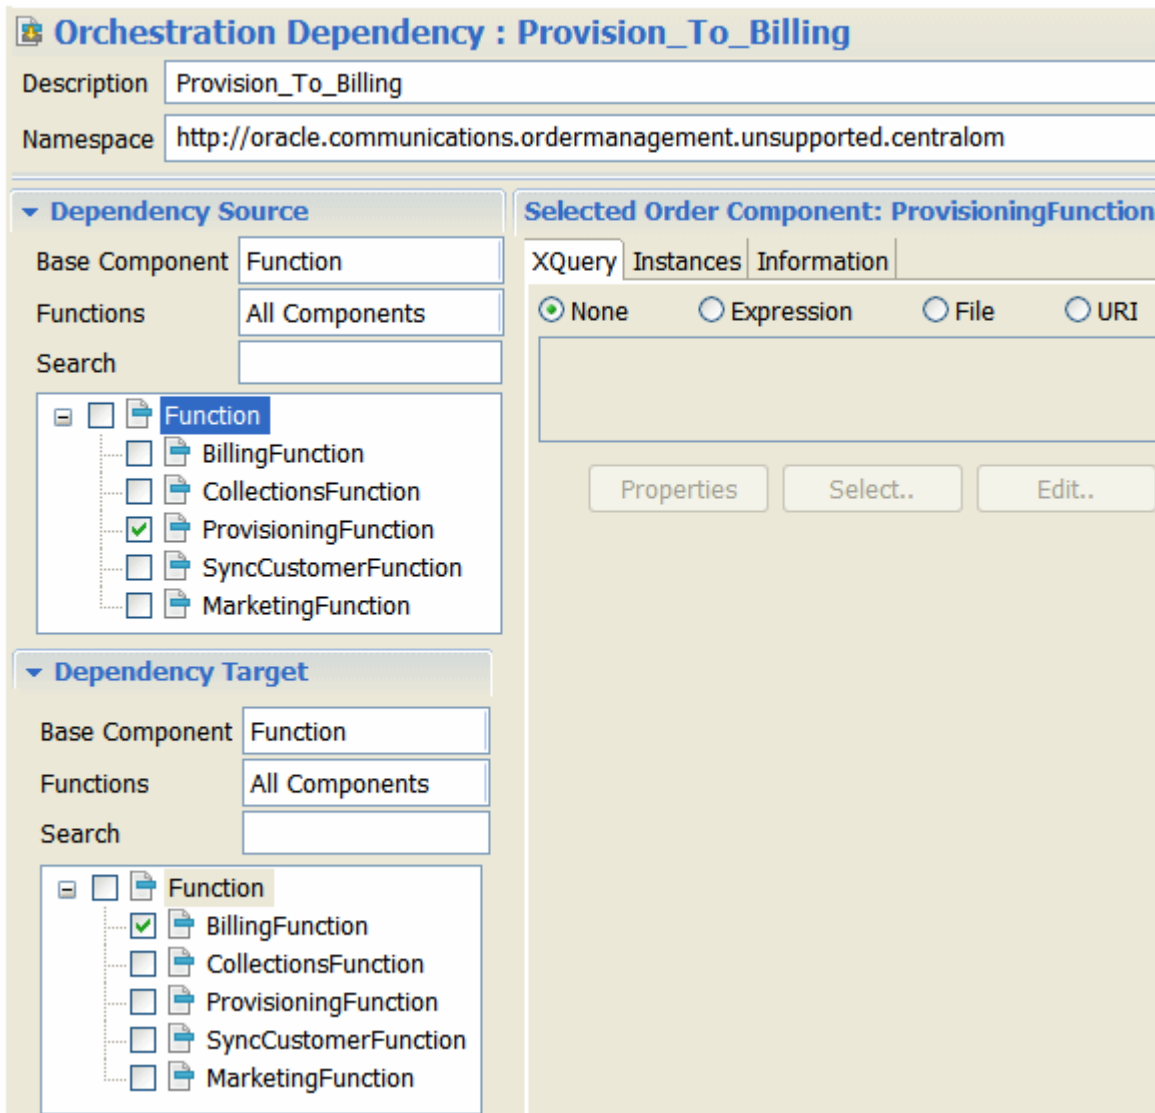 Orchestration Dependency : Provision_To_Billing
Description Provision_To_Billing
Namespace http://oracle.communications.ordermanagement.unsupported.centralom
Dependency Source
Base Component Function
Functions All Components
Search
Function
BillingFunction
CollectionsFunction
ProvisioningFunction
SyncCustomerFunction
MarketingFunction
Dependency Target
Base Component Function
Functions All Components
Search
Function
BillingFunction
CollectionsFunction
ProvisioningFunction
SyncCustomerFunction
MarketingFunction
Selected Order Component: ProvisioningFunction
XQuery Instances Information
None Expression File URI
Properties Select.. Edit..